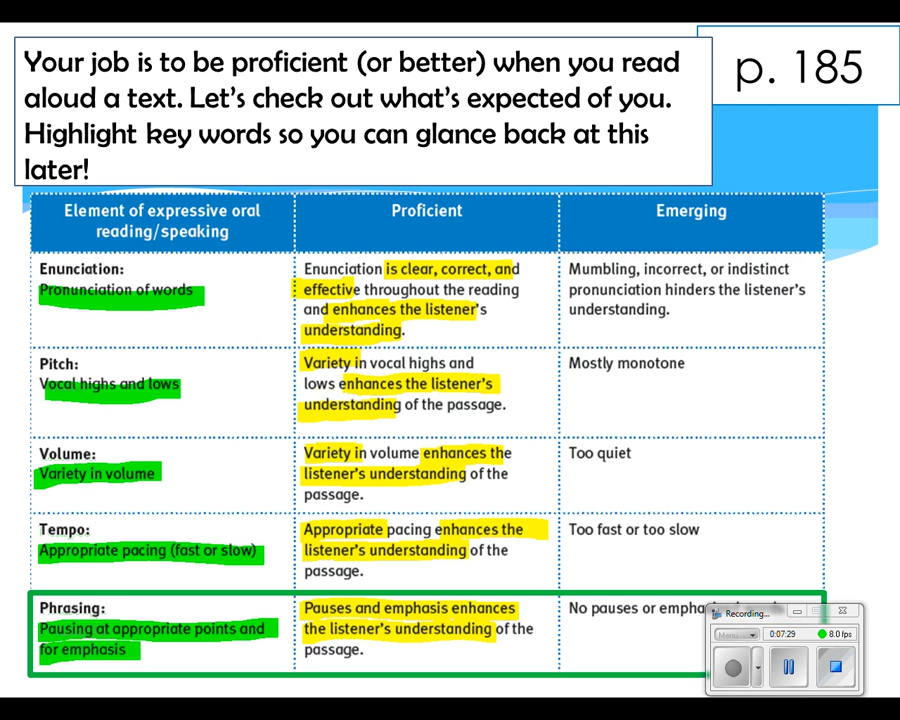 Your job is to be proficient (or better) when you read
aloud a text. Let's check out what's expected of you.
Highlight key words so you can glance back at this
later!
p. 185
Element of expressive oral
reading/speaking
Proficient
Emerging
Enunciation:
Pronunciation of words
Enunciation is clear, correct, and
effective throughout the reading
and enhances the listener's
understanding.
Mumbling, incorrect, or indistinct
pronunciation hinders the listener's
understanding.
Pitch:
Vocal highs and lows
Variety in vocal highs and
lows enhances the listener's
understanding of the passage.
Mostly monotone
Volume:
Variety in volume
Variety in volume enhances the
listener's understanding of the
passage.
Too quiet
Tempo:
Appropriate pacing (fast or slow)
Appropriate pacing enhances the
listener's understanding of the
passage.
Too fast or too slow
Phrasing:
Pausing at appropriate points and
for emphasis
Pauses and emphasis enhances
the listener's understanding of the
passage.
No pauses or
Recording...
0:07:29
8.0 fps